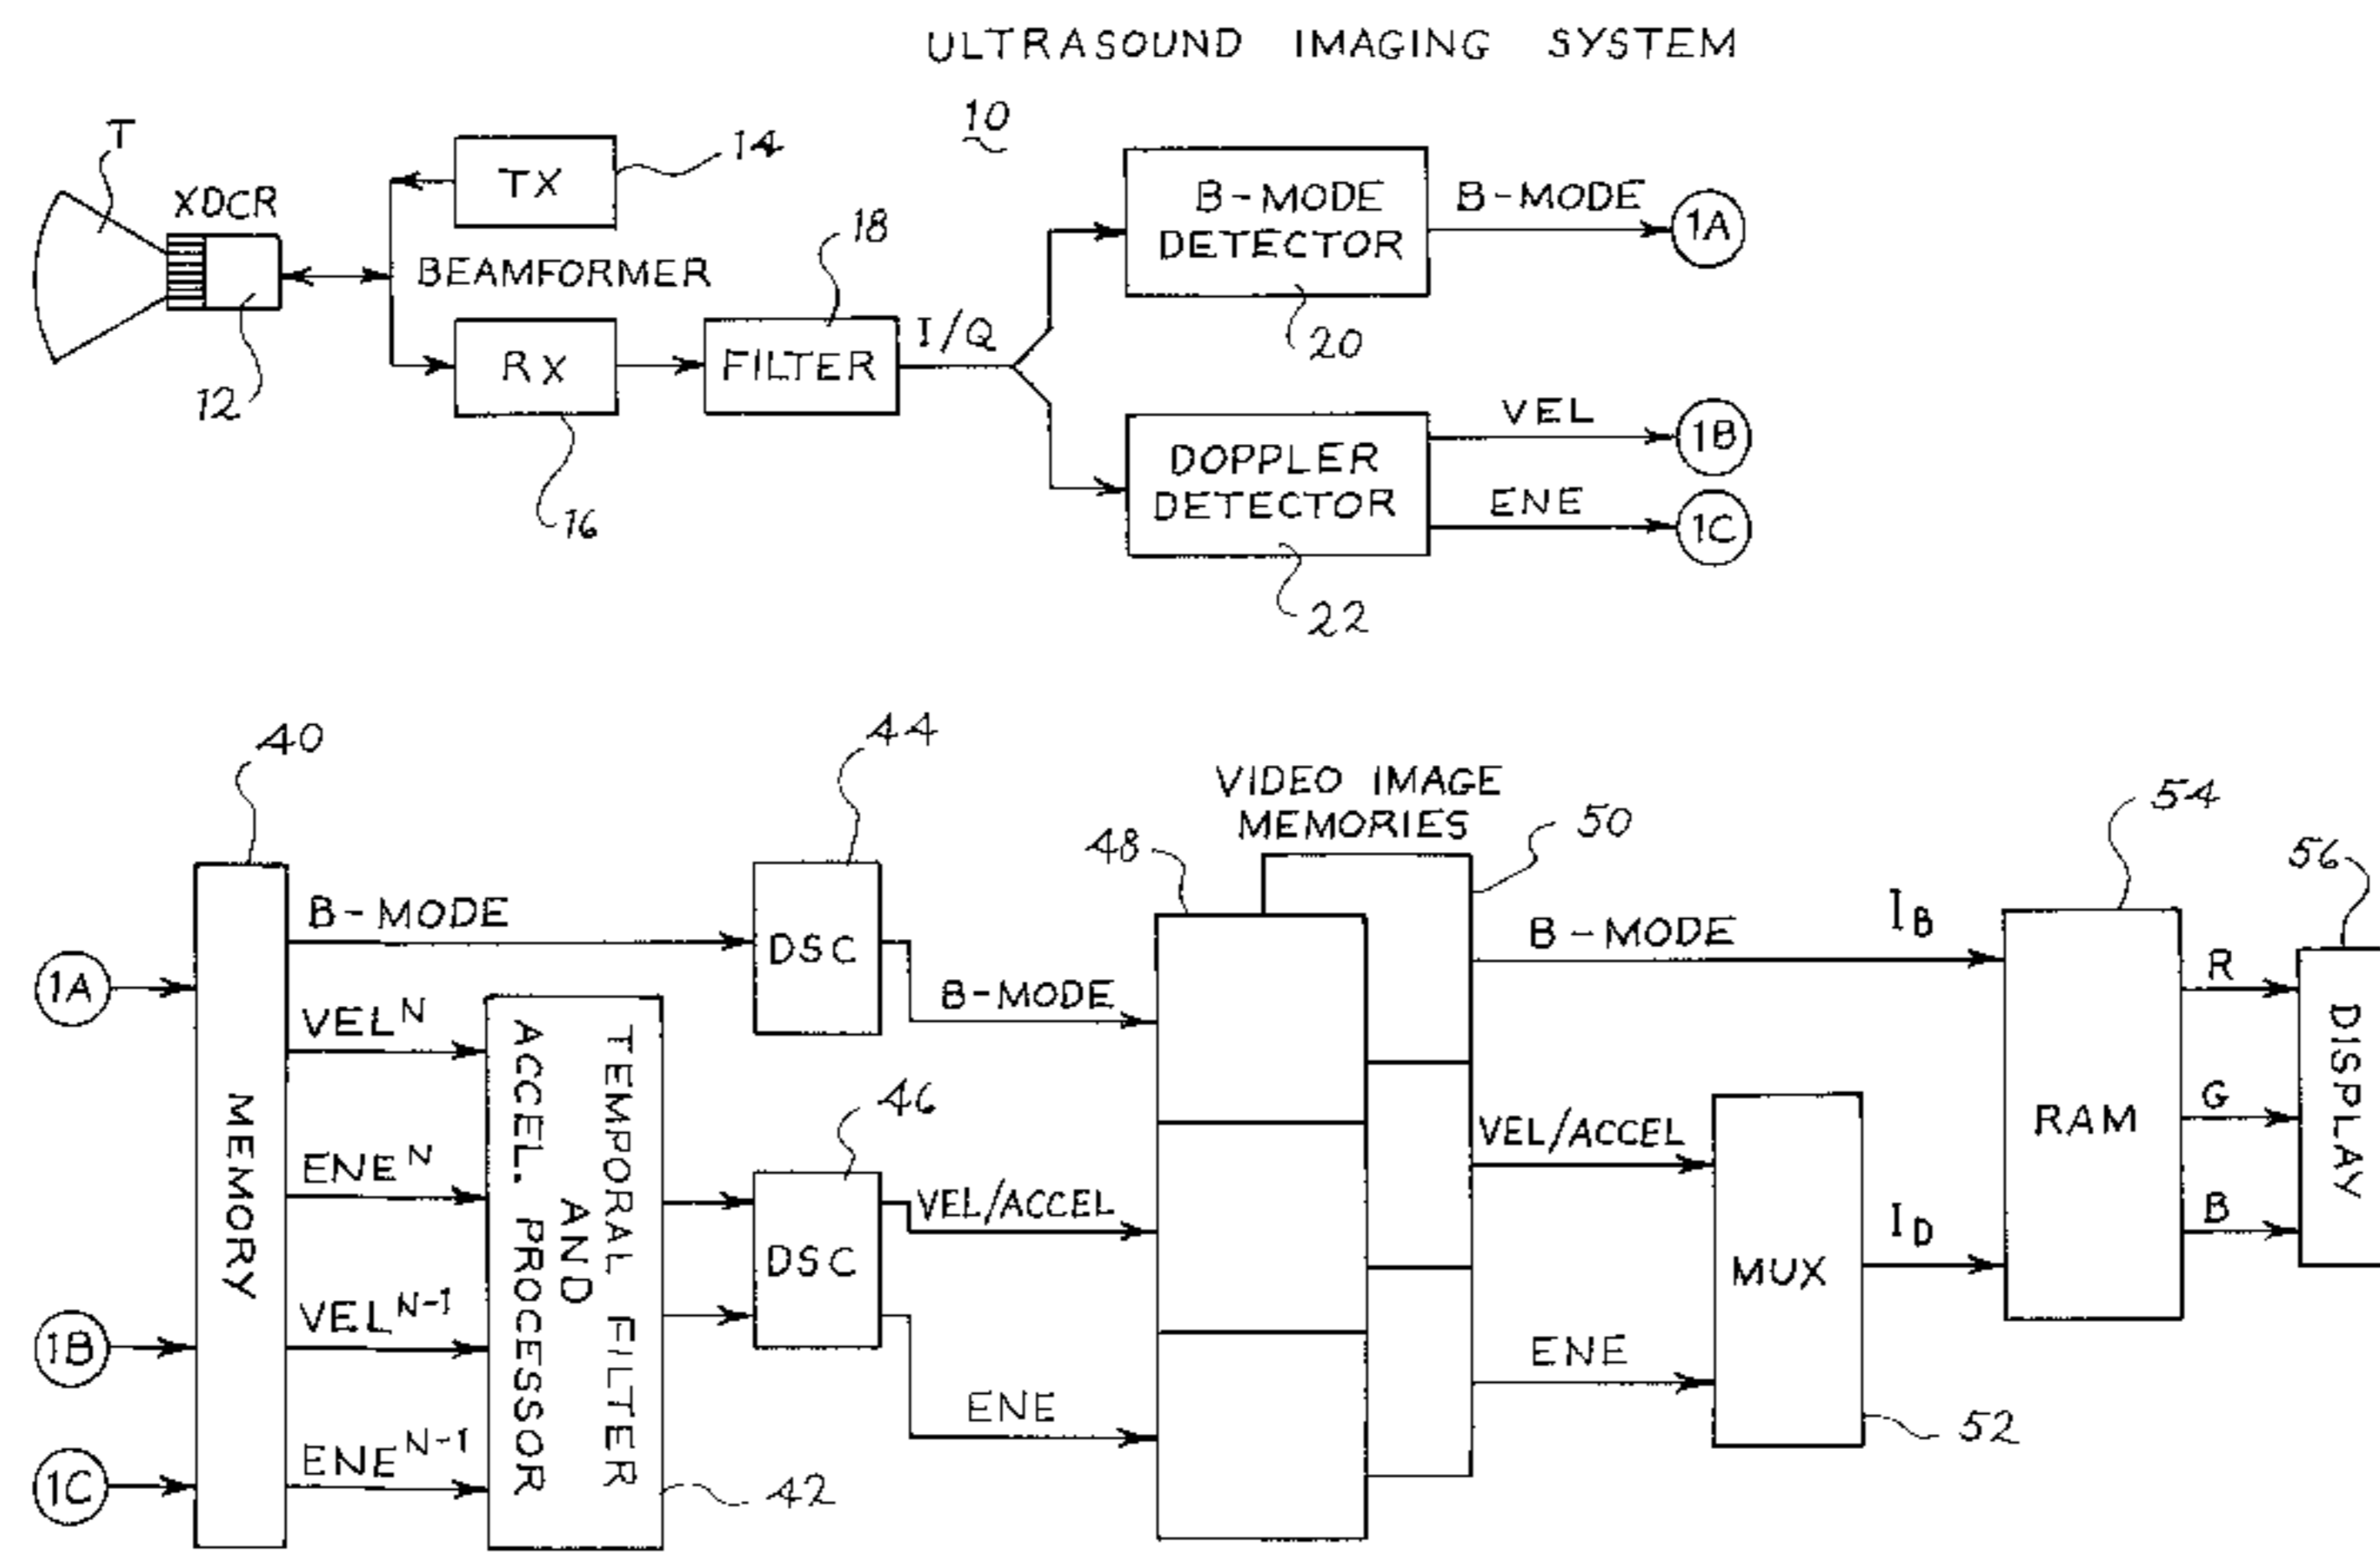 ULTRASOUND IMAGING SYSTEM
10
T
XDCR
12
TX
14
BEAMFORMER
RX
16
18
FILTER
I/Q
B-MODE
DETECTOR
20
B-MODE
1A
DOPPLER
DETECTOR
22
VEL
1B
ENE
1C
40
1A
1B
1C
MEMORY
B-MODE
VEL^N
ENE^N
VEL^N-1
ENE^N-1
ACCEL. PROCESSOR
AND
TEMPORAL FILTER
42
44
DSC
B-MODE
46
DSC
VEL/ACCEL
ENE
VIDEO IMAGE
MEMORIES
48
50
B-MODE
I_B
VEL/ACCEL
ENE
MUX
52
I_D
54
RAM
R
G
B
56
DISPLAY